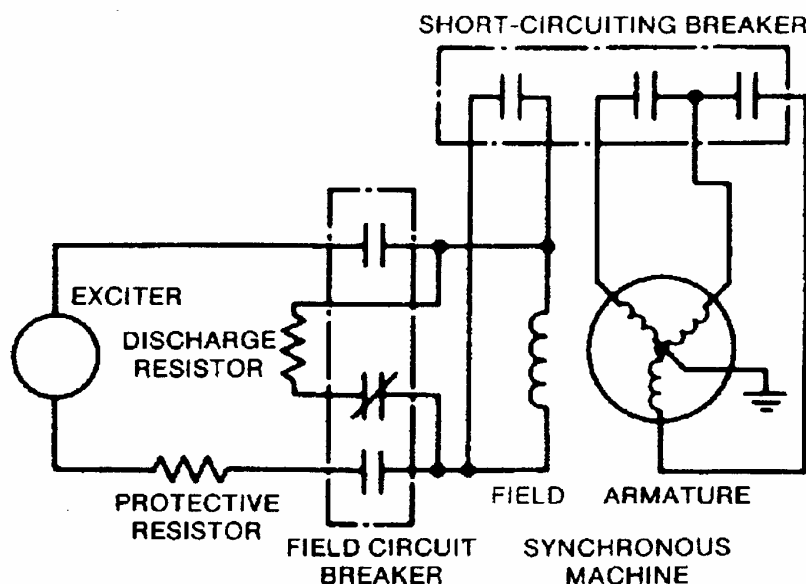 SHORT-CIRCUITING BREAKER
EXCITER
DISCHARGE
RESISTOR
PROTECTIVE
RESISTOR
FIELD CIRCUIT
BREAKER
FIELD
ARMATURE
SYNCHRONOUS
MACHINE